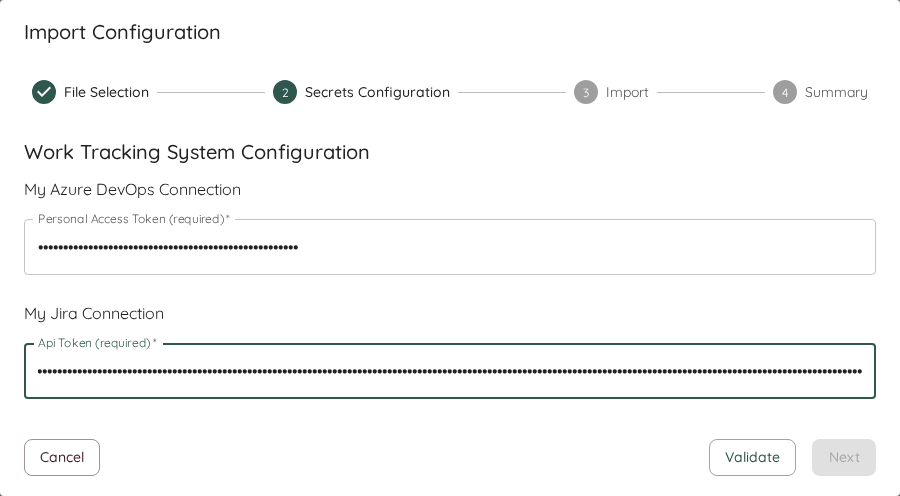 Import Configuration
File Selection
2 Secrets Configuration
3 Import
4 Summary
Work Tracking System Configuration
My Azure DevOps Connection
Personal Access Token (required) *
My Jira Connection
Api Token (required) *
Cancel
Validate
Next